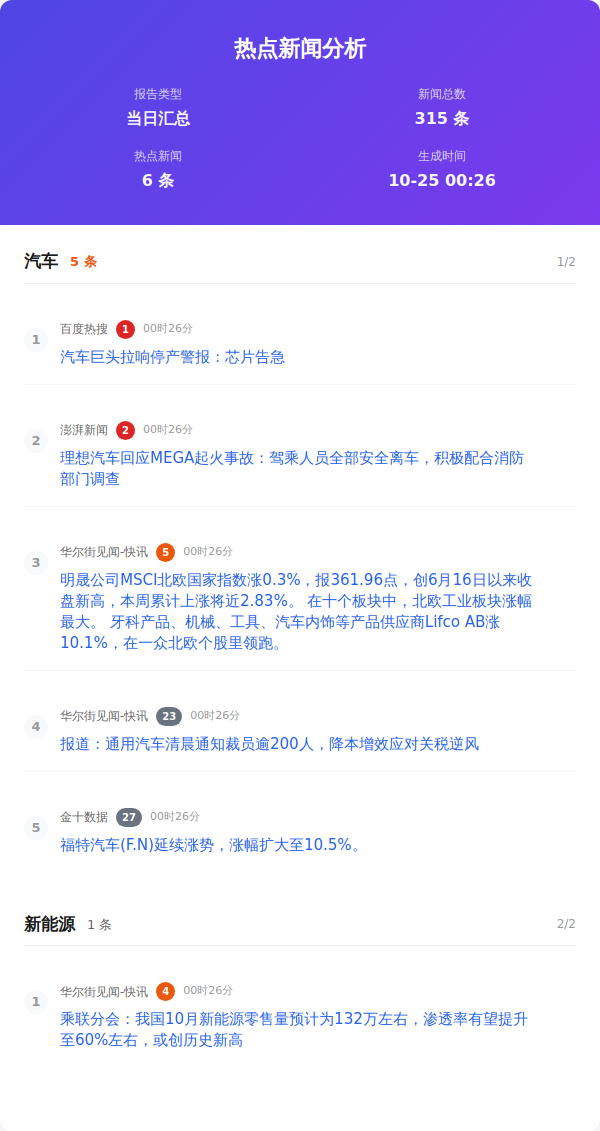 热点新闻分析
报告类型
当日汇总
新闻总数
315 条
热点新闻
6 条
生成时间
10-25 00:26
汽车 5 条 1/2
1
百度热搜 1 00时26分
汽车巨头拉响停产警报：芯片告急
2
澎湃新闻 2 00时26分
理想汽车回应MEGA起火事故：驾乘人员全部安全离车，积极配合消防
部门调查
3
华尔街见闻-快讯 5 00时26分
明晟公司MSCI北欧国家指数涨0.3%，报361.96点，创6月16日以来收
盘新高，本周累计上涨将近2.83%。 在十个板块中，北欧工业板块涨幅
最大。 牙科产品、机械、工具、汽车内饰等产品供应商Lifco AB涨
10.1%，在一众北欧个股里领跑。
4
华尔街见闻-快讯 23 00时26分
报道：通用汽车清晨通知裁员逾200人，降本增效应对关税逆风
5
金十数据 27 00时26分
福特汽车(F.N)延续涨势，涨幅扩大至10.5%。
新能源 1 条 2/2
1
华尔街见闻-快讯 4 00时26分
乘联分会：我国10月新能源零售量预计为132万左右，渗透率有望提升
至60%左右，或创历史新高